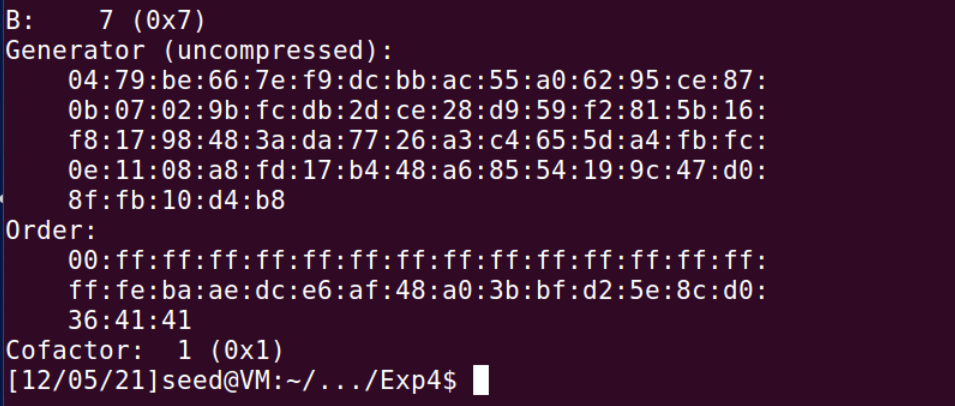 B:    7 (0x7)
Generator (uncompressed):
    04:79:be:66:7e:f9:dc:bb:ac:55:a0:62:95:ce:87:
    0b:07:02:9b:fc:db:2d:ce:28:d9:59:f2:81:5b:16:
    f8:17:98:48:3a:da:77:26:a3:c4:65:5d:a4:fb:fc:
    0e:11:08:a8:fd:17:b4:48:a6:85:54:19:9c:47:d0:
    8f:fb:10:d4:b8
Order:
    00:ff:ff:ff:ff:ff:ff:ff:ff:ff:ff:ff:ff:ff:ff:
    ff:fe:ba:ae:dc:e6:af:48:a0:3b:bf:d2:5e:8c:d0:
    36:41:41
Cofactor:  1 (0x1)
[12/05/21]seed@VM:~/.../Exp4$